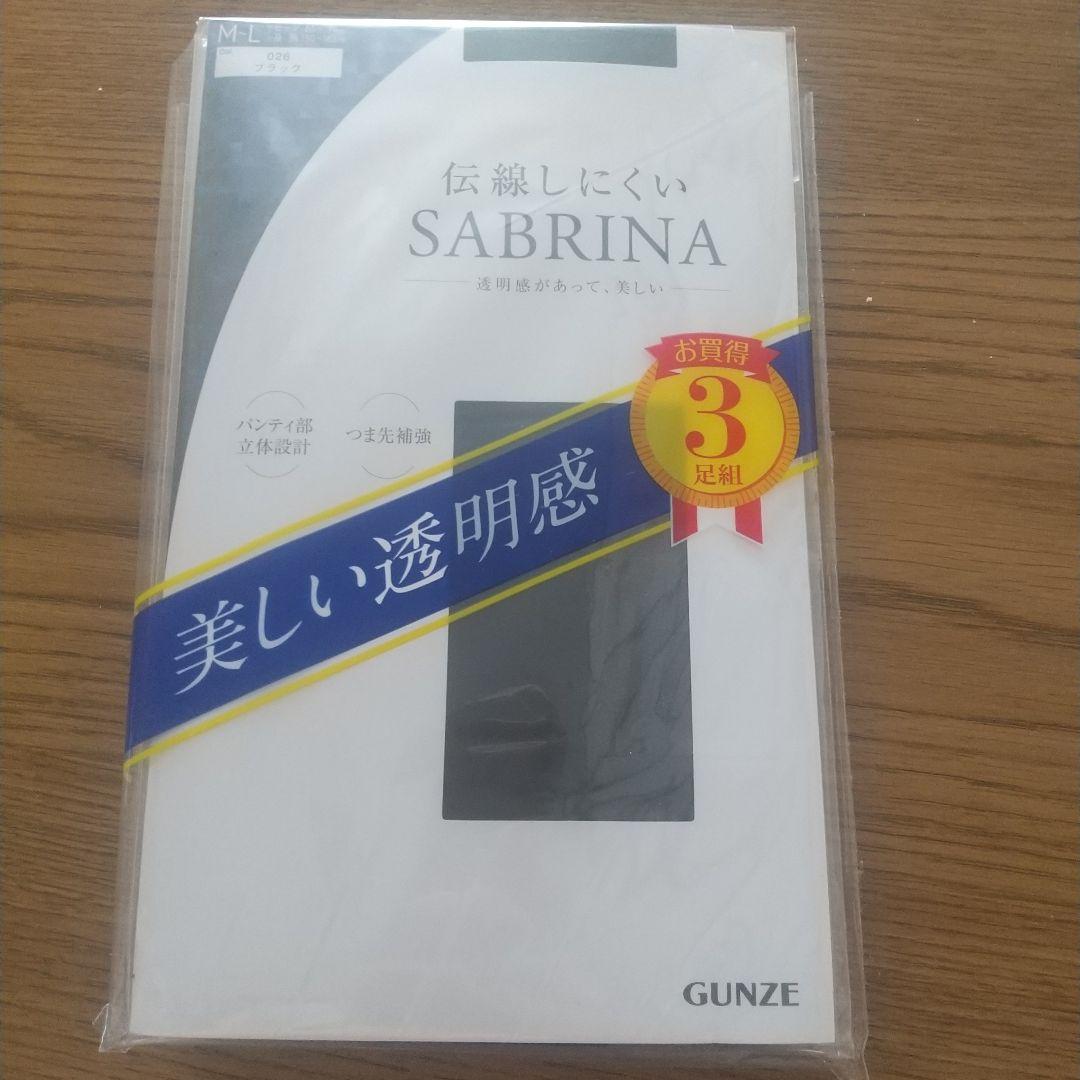 M~L
026
ブラック
伝線しにくい
SABRINA
透明感があって、美しい
お買得
3
足組
パンティ部
立体設計
つま先補強
美しい透明感
GUNZE